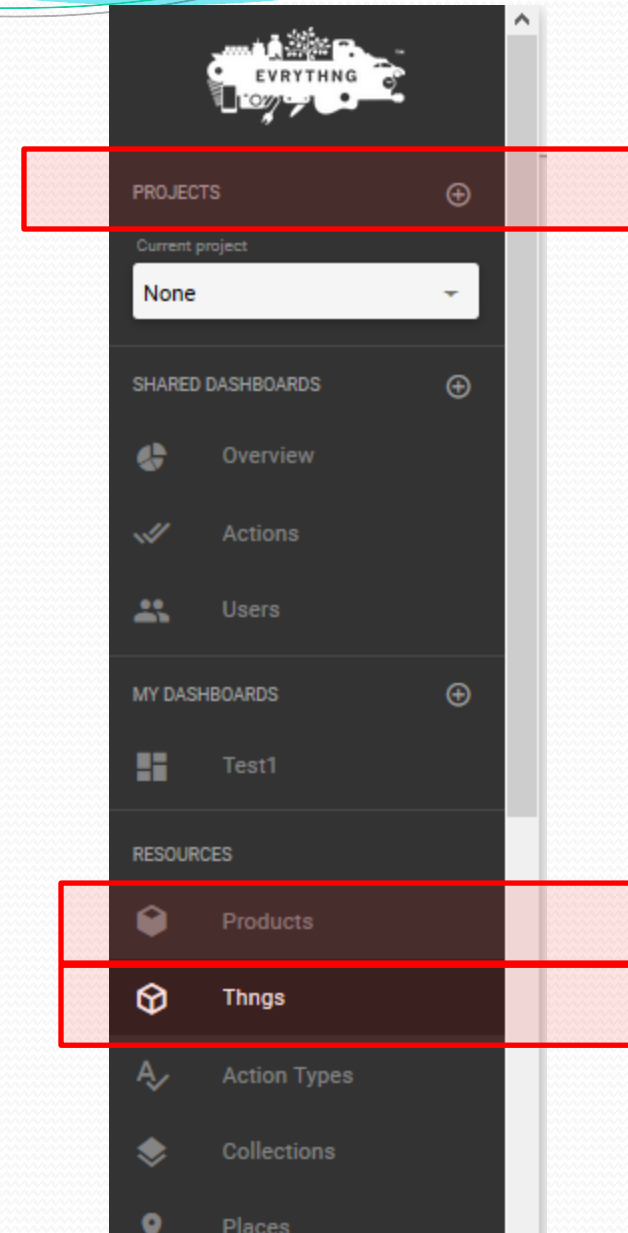 EVRYTHNG
PROJECTS
Current project
None
SHARED DASHBOARDS
Overview
Actions
Users
MY DASHBOARDS
Test1
RESOURCES
Products
Thngs
Action Types
Collections
Places